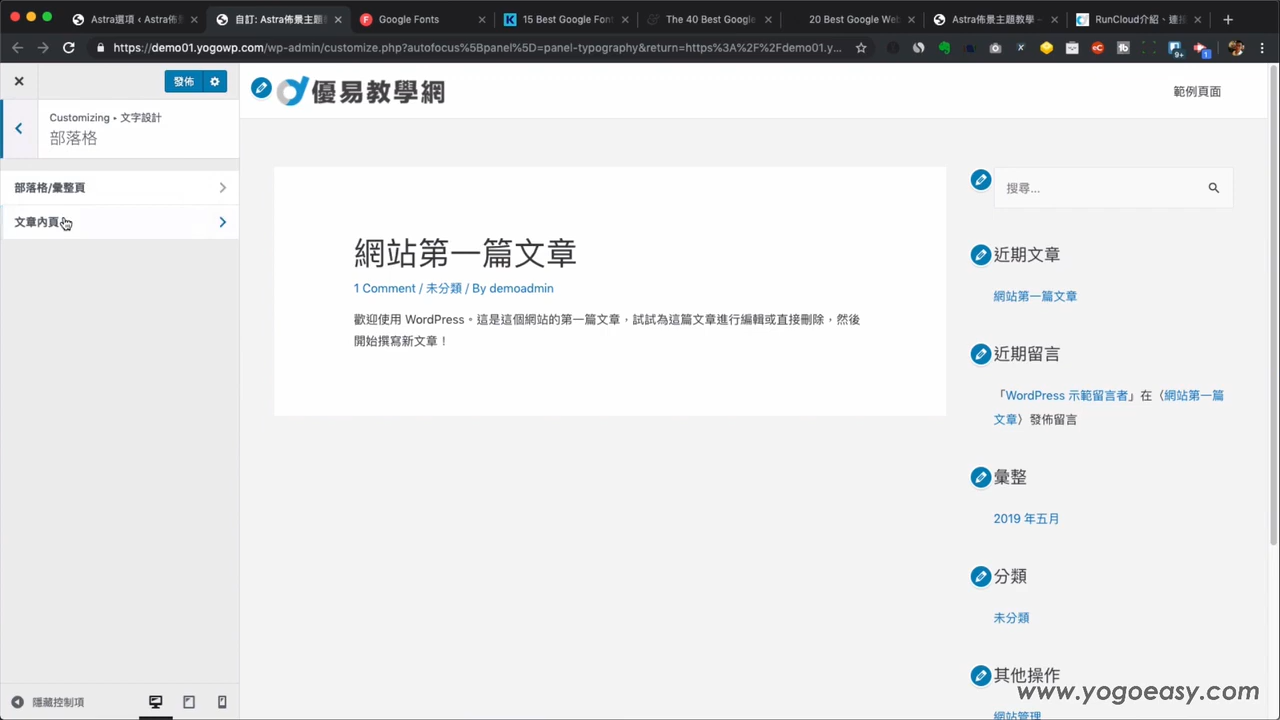 Astra選項 ‹ Astra佈景
自訂: Astra佈景主題
Google Fonts
15 Best Google Font
The 40 Best Google
20 Best Google Web
Astra佈景主題教學 –
RunCloud介紹、連接
https://demo01.yogowp.com/wp-admin/customize.php?autofocus%5Bpanel%5D=panel-typography&return=https%3A%2F%2Fdemo01.y...
發佈
優易教學網
範例頁面
Customizing • 文字設計
部落格
部落格/彙整頁
文章內頁
搜尋...
網站第一篇文章
1 Comment / 未分類 / By demoadmin
歡迎使用 WordPress。這是這個網站的第一篇文章，試試為這篇文章進行編輯或直接刪除，然後
開始撰寫新文章！
近期文章
網站第一篇文章
近期留言
「WordPress 示範留言者」在〈網站第一篇
文章〉發佈留言
彙整
2019 年五月
分類
未分類
其他操作
網站管理
隱藏控制項
www.yogoeasy.com